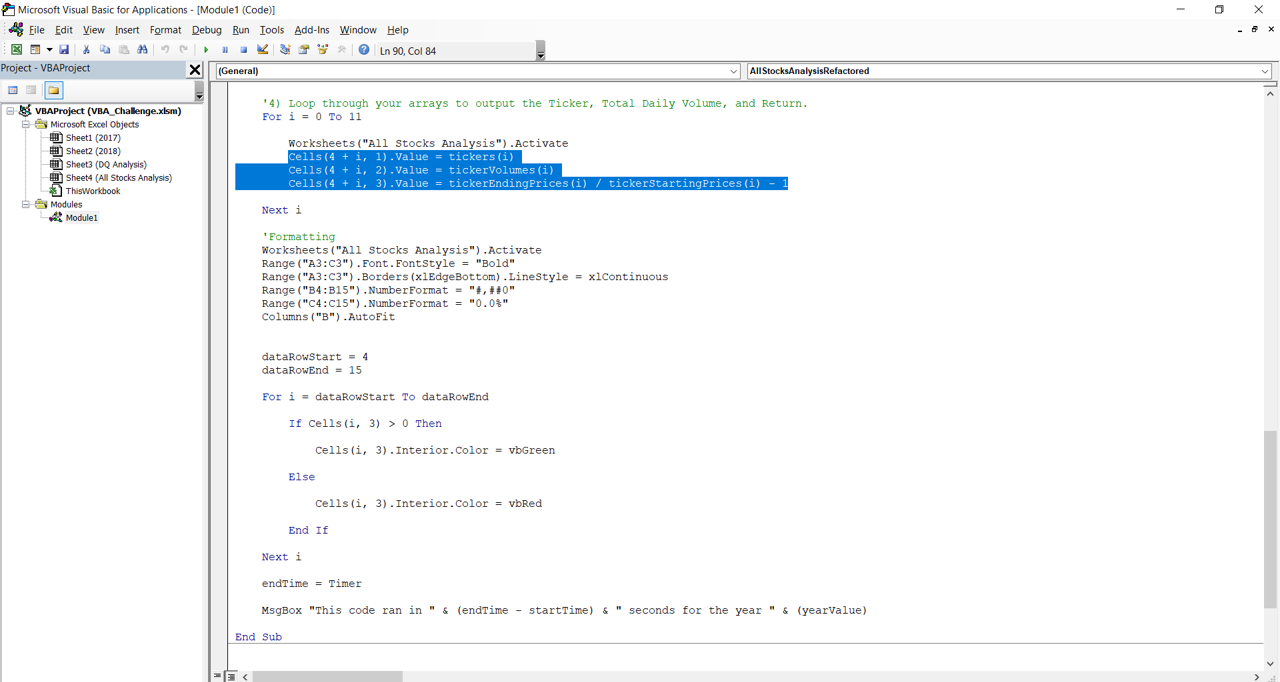 Microsoft Visual Basic for Applications - [Module1 (Code)]
File Edit View Insert Format Debug Run Tools Add-Ins Window Help
Ln 90, Col 84
Project - VBAProject
(General)
AllStocksAnalysisRefactored
VBAProject (VBA_Challenge.xlsm)
Microsoft Excel Objects
Sheet1 (2017)
Sheet2 (2018)
Sheet3 (DQ Analysis)
Sheet4 (All Stocks Analysis)
ThisWorkbook
Modules
Module1
'4) Loop through your arrays to output the Ticker, Total Daily Volume, and Return.
For i = 0 To 11
Worksheets("All Stocks Analysis").Activate
Cells(4 + i, 1).Value = tickers(i)
Cells(4 + i, 2).Value = tickerVolumes(i)
Cells(4 + i, 3).Value = tickerEndingPrices(i) / tickerStartingPrices(i) - 1
Next i
'Formatting
Worksheets("All Stocks Analysis").Activate
Range("A3:C3").Font.FontStyle = "Bold"
Range("A3:C3").Borders(xlEdgeBottom).LineStyle = xlContinuous
Range("B4:B15").NumberFormat = "#,##0"
Range("C4:C15").NumberFormat = "0.0%"
Columns("B").AutoFit
dataRowStart = 4
dataRowEnd = 15
For i = dataRowStart To dataRowEnd
If Cells(i, 3) > 0 Then
Cells(i, 3).Interior.Color = vbGreen
Else
Cells(i, 3).Interior.Color = vbRed
End If
Next i
endTime = Timer
MsgBox "This code ran in " & (endTime - startTime) & " seconds for the year " & (yearValue)
End Sub